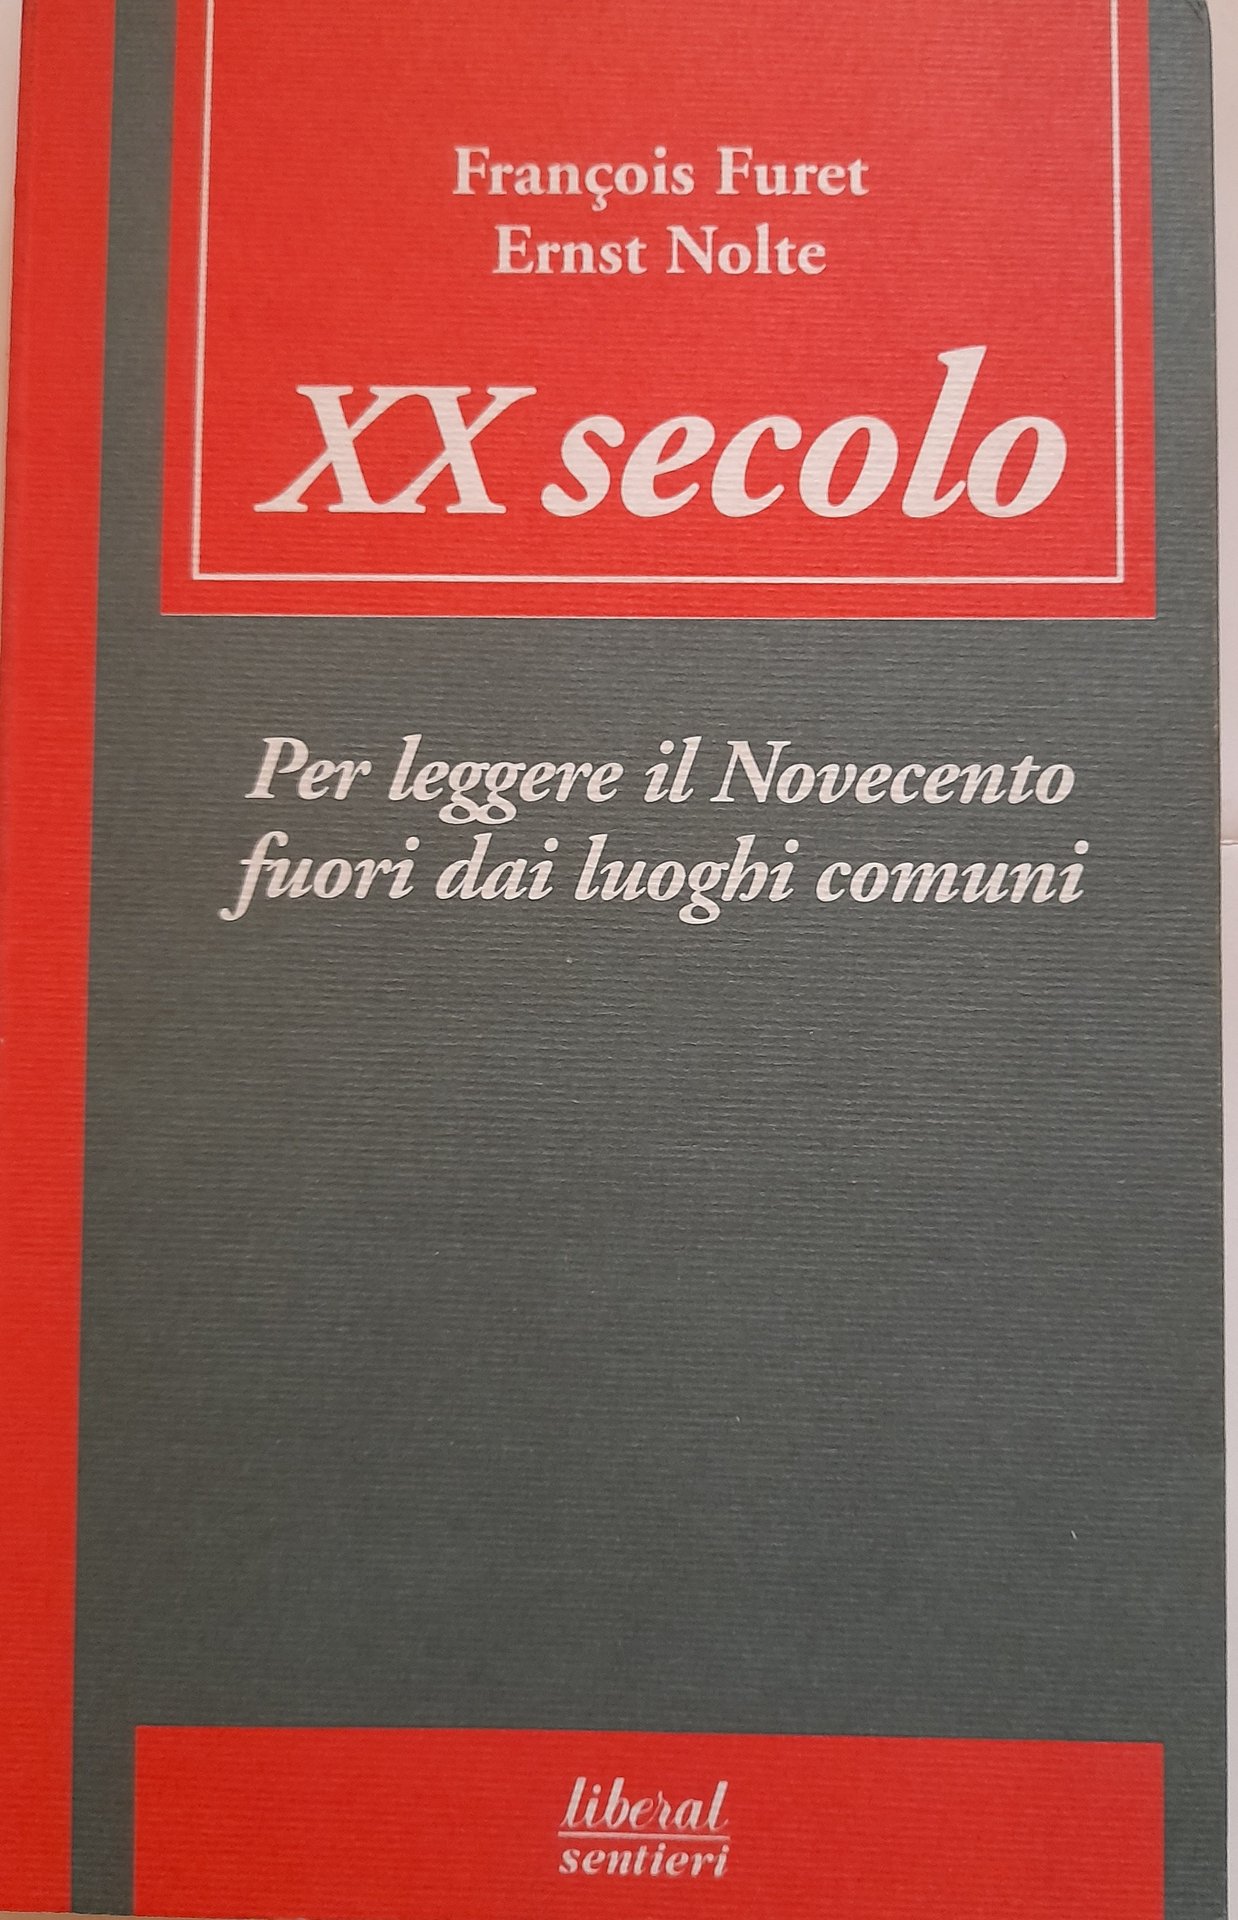 François Furet
Ernst Nolte
XX secolo
Per leggere il Novecento
fuori dai luoghi comuni
liberal
sentieri